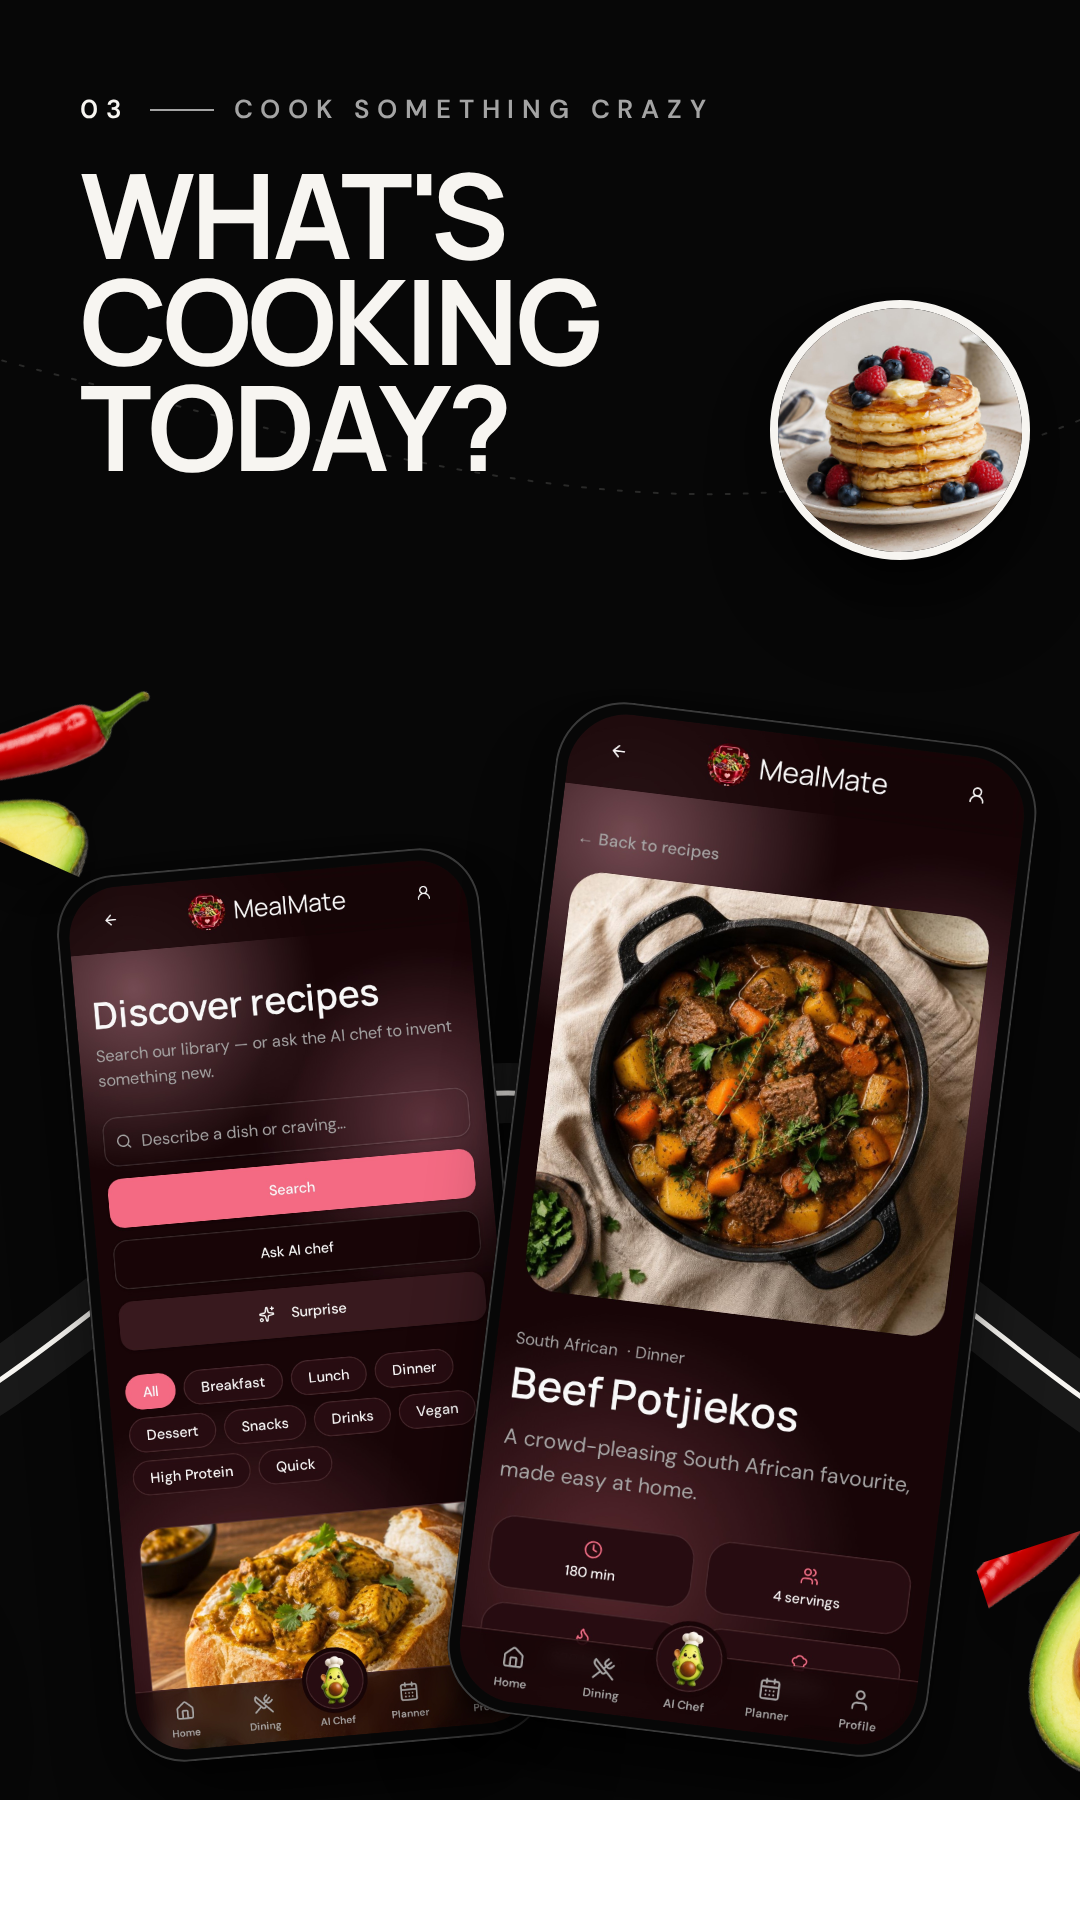 03 COOK SOMETHING CRAZY
WHAT'S
COOKING
TODAY?
MealMate
Discover recipes
Search our library — or ask the AI chef to invent
something new.
Describe a dish or craving...
Search
Ask AI chef
Surprise
All
Breakfast
Lunch
Dinner
Dessert
Snacks
Drinks
Vegan
High Protein
Quick
Home
Dining
AI Chef
Planner
MealMate
← Back to recipes
South African · Dinner
Beef Potjiekos
A crowd-pleasing South African favourite,
made easy at home.
180 min
4 servings
Home
Dining
AI Chef
Planner
Profile